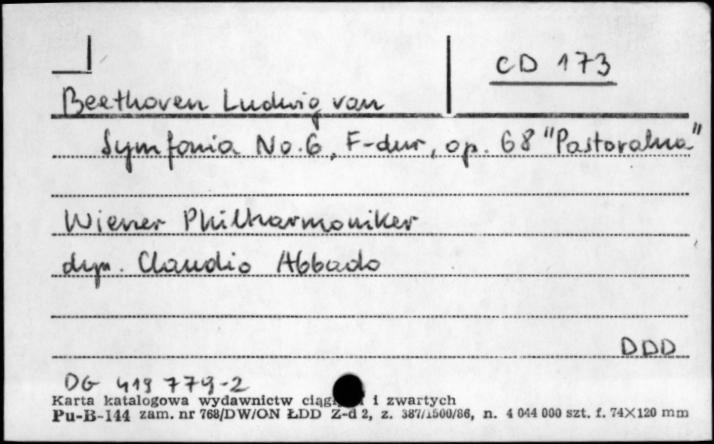 CD 173
Beethoven Ludwig van
Symfonia No. 6, F-dur, op. 68 "Pastoralna"
Wiener Philharmoniker
dyr. Claudio Abbado
DDD
DG 419 779-2
Karta katalogowa wydawnictw i zwartych
Pu-B-144 zam. nr 768/DW/ON ŁDD Z-d 2, z. 387/1500/86, n. 4 044 000 szt. f. 74×120 mm